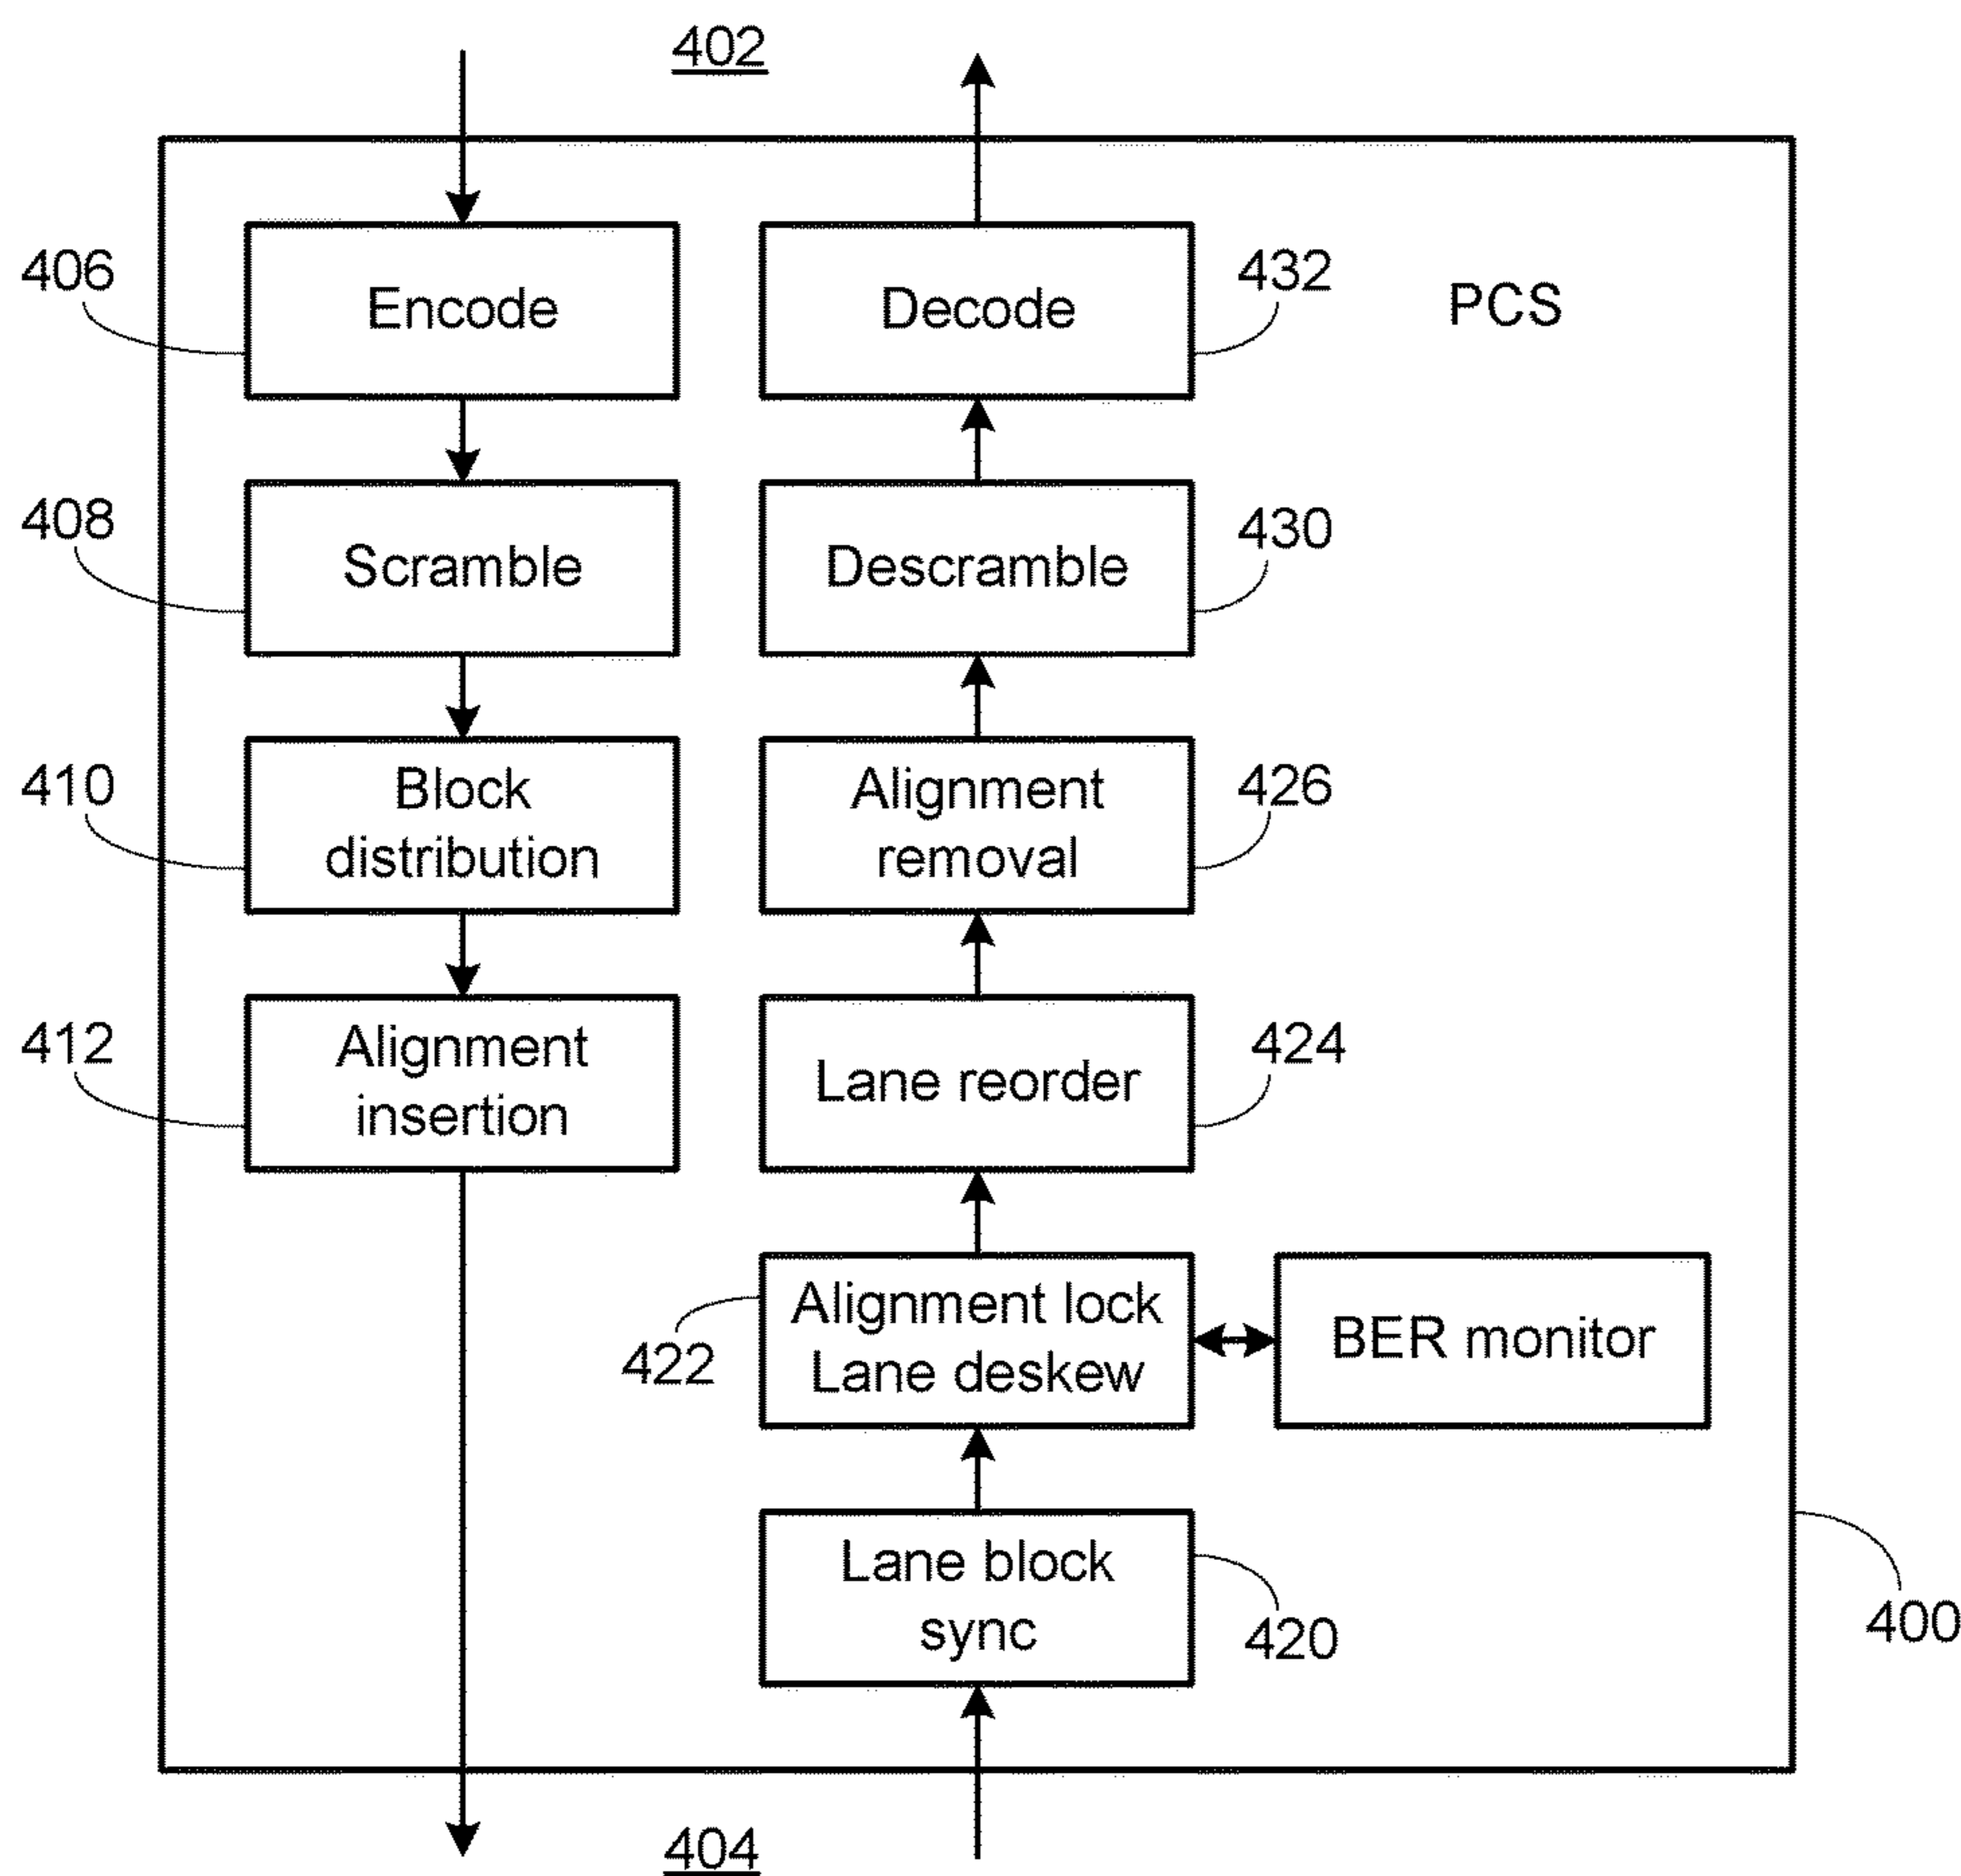 402
406
Encode
Decode
432
PCS
408
Scramble
Descramble
430
410
Block
distribution
Alignment
removal
426
412
Alignment
insertion
Lane reorder
424
422
Alignment lock
Lane deskew
BER monitor
Lane block
sync
420
400
404